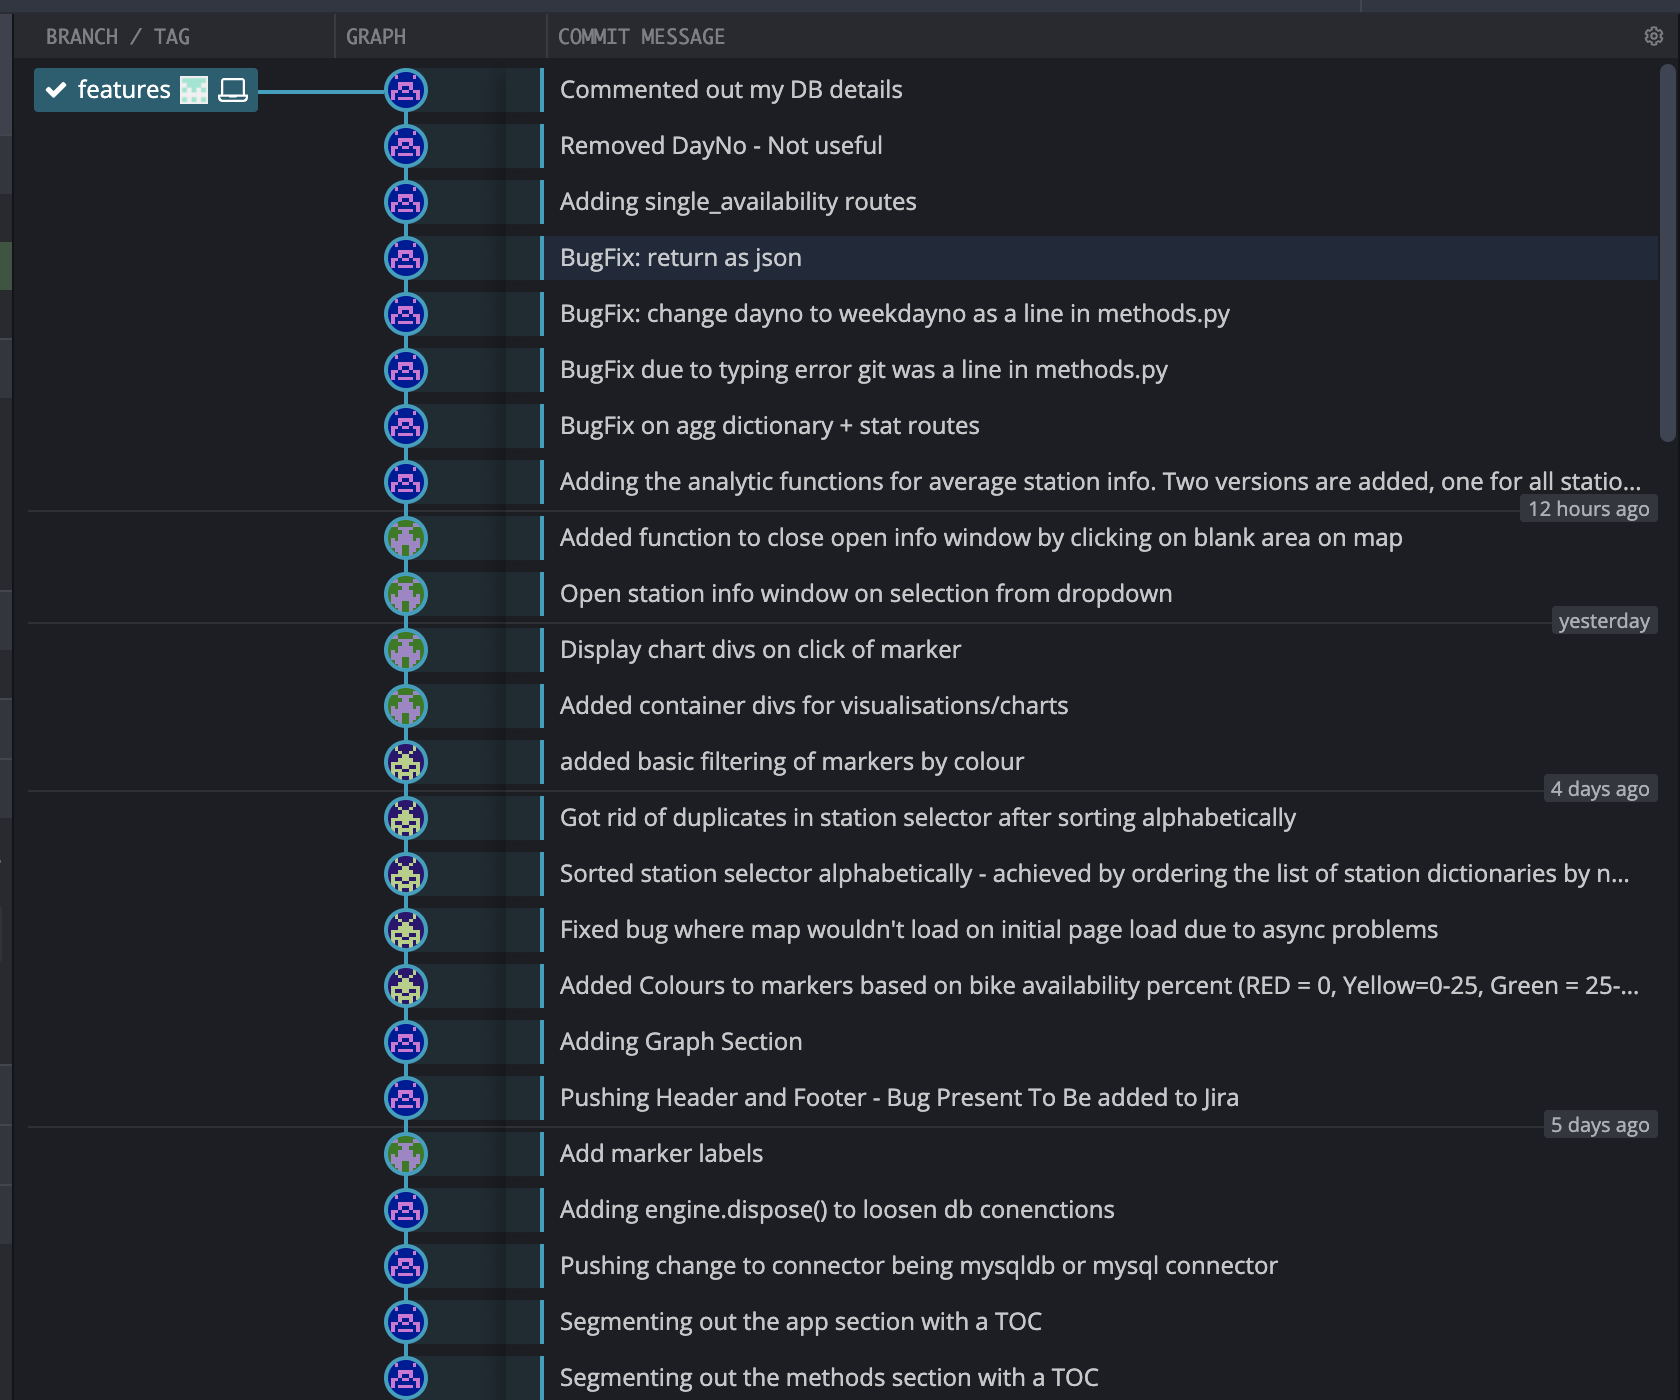 BRANCH / TAG
GRAPH
COMMIT MESSAGE
features
Commented out my DB details
Removed DayNo - Not useful
Adding single_availability routes
BugFix: return as json
BugFix: change dayno to weekdayno as a line in methods.py
BugFix due to typing error git was a line in methods.py
BugFix on agg dictionary + stat routes
Adding the analytic functions for average station info. Two versions are added, one for all statio...
12 hours ago
Added function to close open info window by clicking on blank area on map
Open station info window on selection from dropdown
yesterday
Display chart divs on click of marker
Added container divs for visualisations/charts
added basic filtering of markers by colour
4 days ago
Got rid of duplicates in station selector after sorting alphabetically
Sorted station selector alphabetically - achieved by ordering the list of station dictionaries by n...
Fixed bug where map wouldn't load on initial page load due to async problems
Added Colours to markers based on bike availability percent (RED = 0, Yellow=0-25, Green = 25-...
Adding Graph Section
Pushing Header and Footer - Bug Present To Be added to Jira
5 days ago
Add marker labels
Adding engine.dispose() to loosen db conenctions
Pushing change to connector being mysqldb or mysql connector
Segmenting out the app section with a TOC
Segmenting out the methods section with a TOC